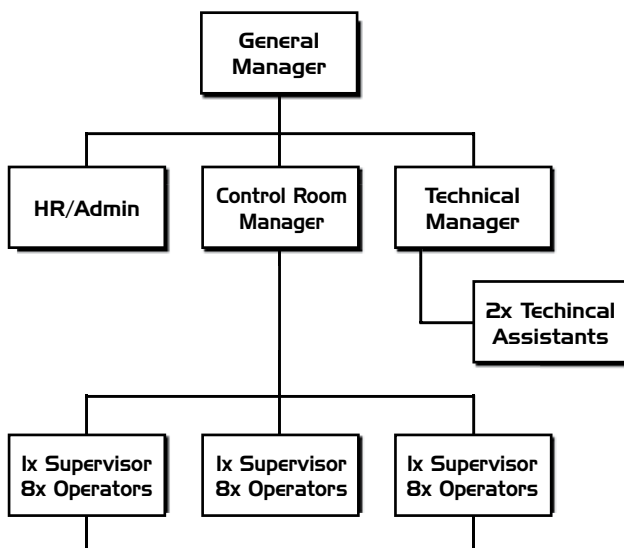 General
Manager
HR/Admin
Control Room
Manager
Technical
Manager
2x Techincal
Assistants
1x Supervisor
8x Operators
1x Supervisor
8x Operators
1x Supervisor
8x Operators